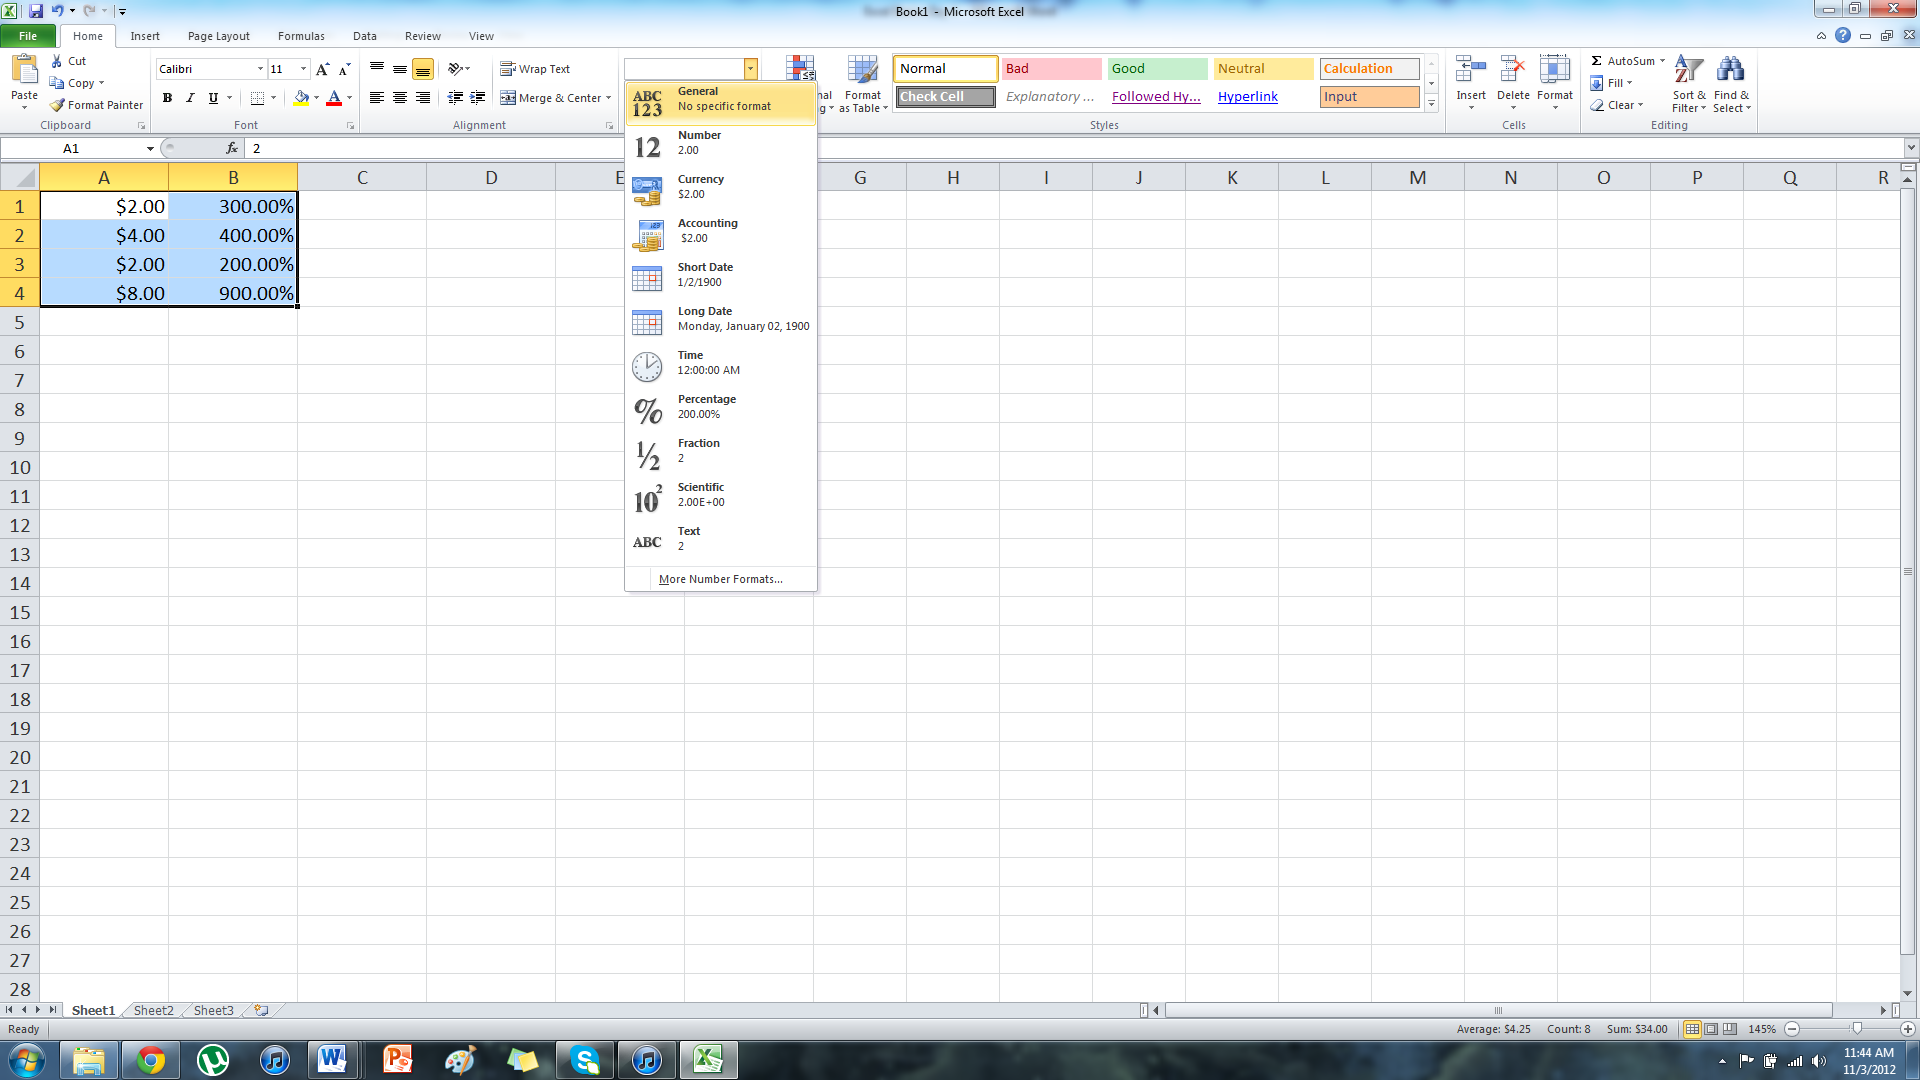 Book1 - Microsoft Excel
File Home Insert Page Layout Formulas Data Review View
Paste
Cut
Copy
Format Painter
Clipboard
Calibri 11
B I U
Font
Wrap Text
Merge & Center
Alignment
Format as Table
Normal Bad Good Neutral Calculation
Check Cell Explanatory ... Followed Hy... Hyperlink Input
Styles
Insert Delete Format
Cells
Σ AutoSum
Fill
Clear
Sort & Filter
Find & Select
Editing
ABC 123
General
No specific format
12
Number
2.00
Currency
$2.00
Accounting
$2.00
Short Date
1/2/1900
Long Date
Monday, January 02, 1900
Time
12:00:00 AM
%
Percentage
200.00%
½
Fraction
2
10²
Scientific
2.00E+00
ABC
Text
2
More Number Formats...
A1 fx 2
A B C D E G H I J K L M N O P Q R
1 $2.00 300.00%
2 $4.00 400.00%
3 $2.00 200.00%
4 $8.00 900.00%
5
6
7
8
9
10
11
12
13
14
15
16
17
18
19
20
21
22
23
24
25
26
27
28
Sheet1 Sheet2 Sheet3
Ready Average: $4.25 Count: 8 Sum: $34.00 145%
11:44 AM
11/3/2012